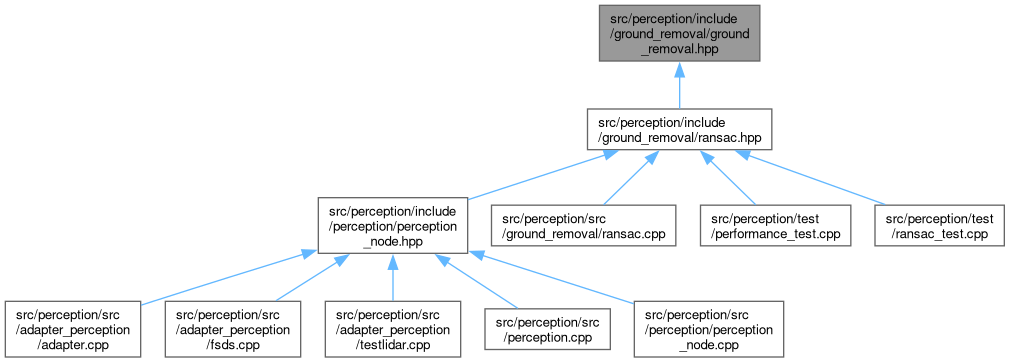 src/perception/include
/ground_removal/ground
_removal.hpp
src/perception/include
/ground_removal/ransac.hpp
src/perception/include
/perception/perception
_node.hpp
src/perception/src
/ground_removal/ransac.cpp
src/perception/test
/performance_test.cpp
src/perception/test
/ransac_test.cpp
src/perception/src
/adapter_perception
/adapter.cpp
src/perception/src
/adapter_perception
/fsds.cpp
src/perception/src
/adapter_perception
/testlidar.cpp
src/perception/src
/perception.cpp
src/perception/src
/perception/perception
_node.cpp